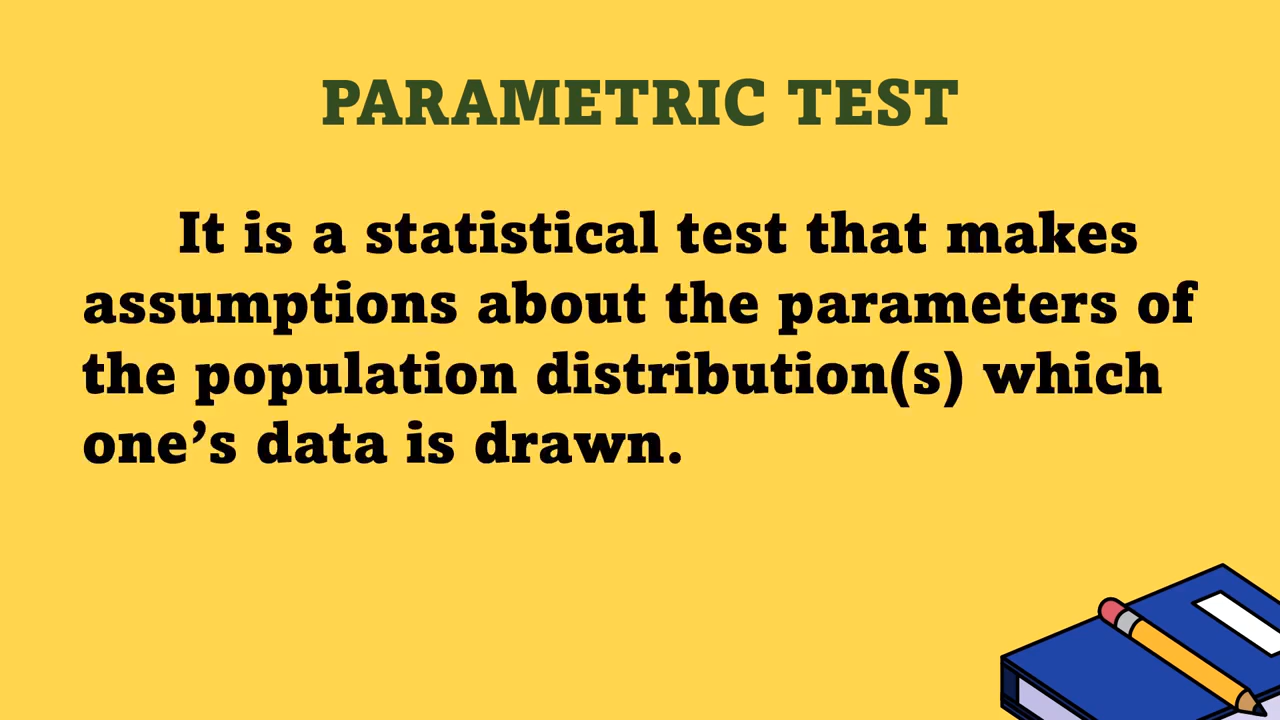 PARAMETRIC TEST
It is a statistical test that makes
assumptions about the parameters of
the population distribution(s) which
one’s data is drawn.